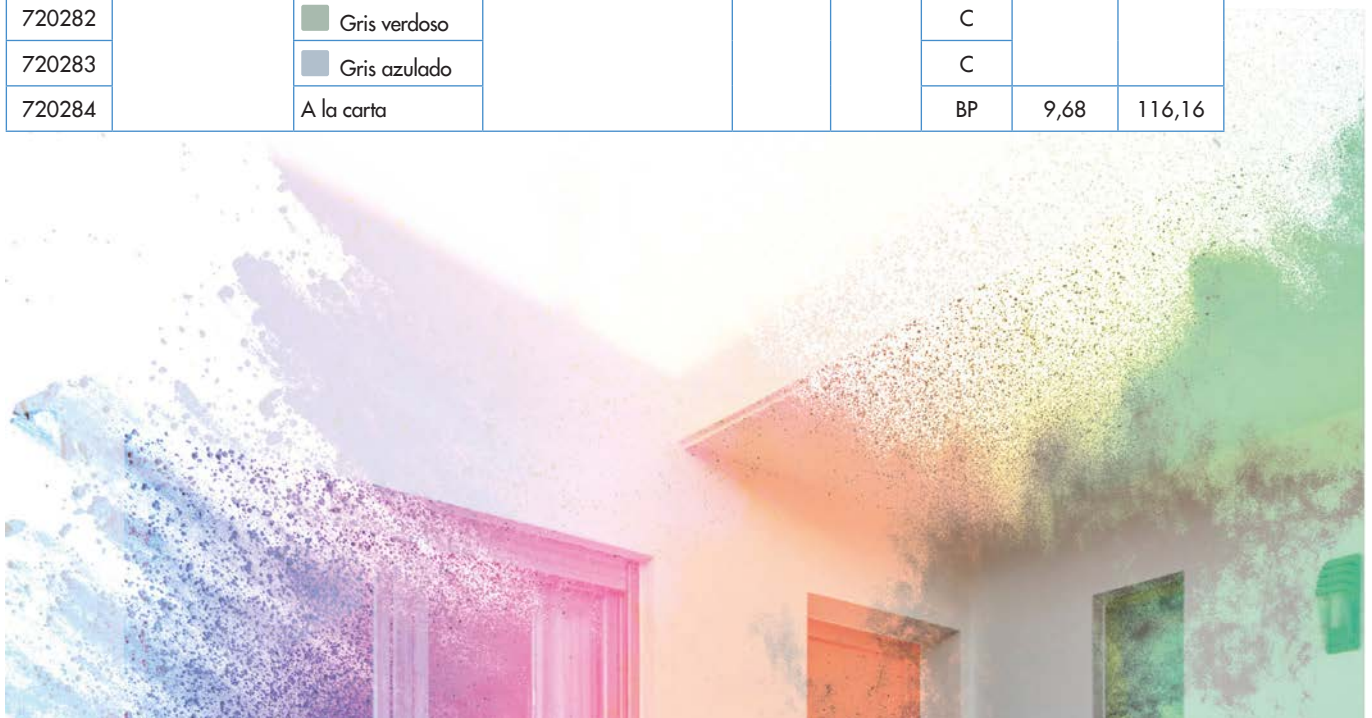 720282 Gris verdoso C
720283 Gris azulado C
720284 A la carta BP 9,68 116,16